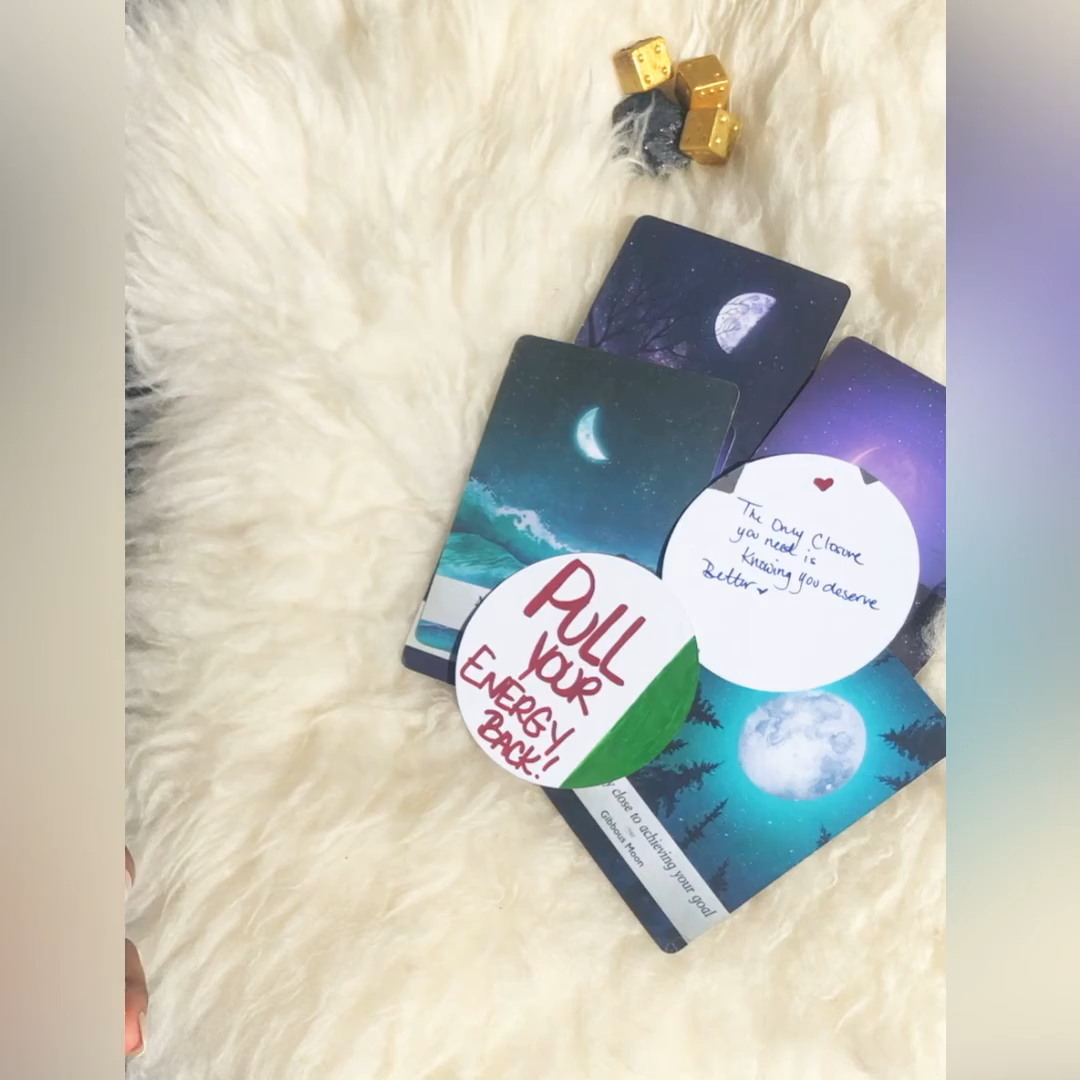 The Only Closure
you need is
Knowing you deserve
Better
PULL
YOUR
ENERGY
BACK!
close to achieving your goal
Gibbous Moon